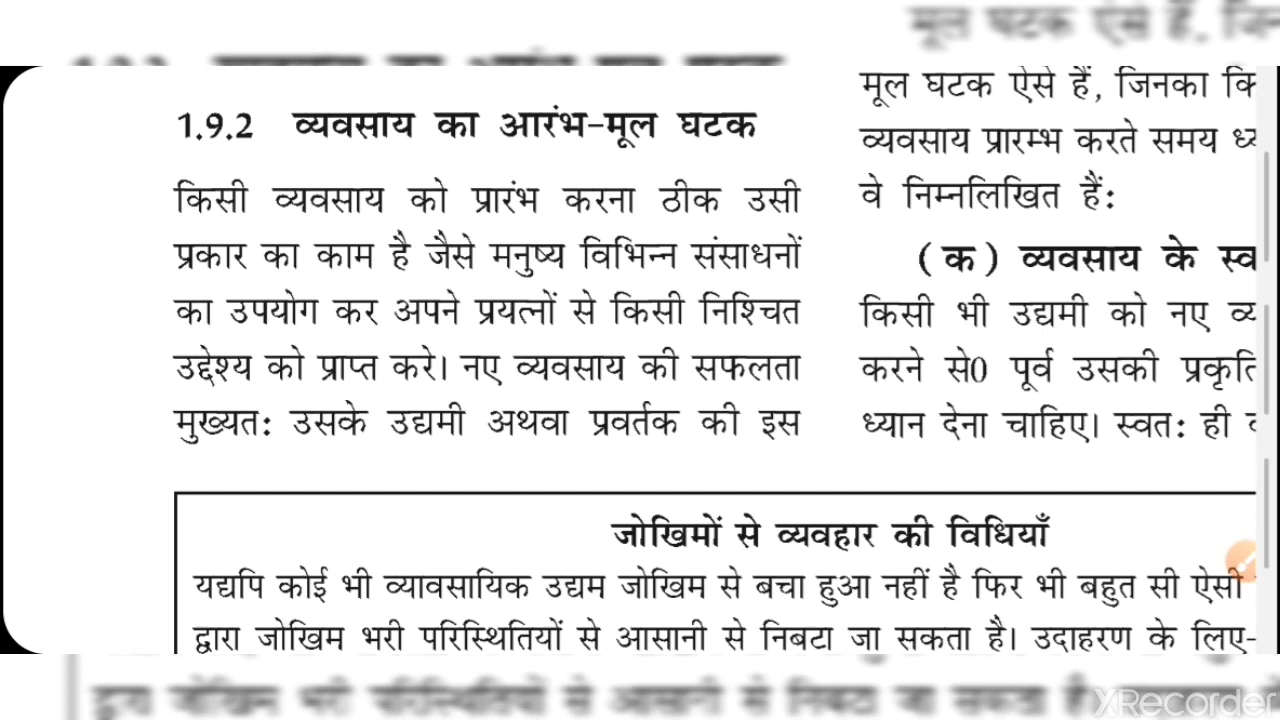 1.9.2 व्यवसाय का आरंभ-मूल घटक
किसी व्यवसाय को प्रारंभ करना ठीक उसी
प्रकार का काम है जैसे मनुष्य विभिन्न संसाधनों
का उपयोग कर अपने प्रयत्नों से किसी निश्चित
उद्देश्य को प्राप्त करे। नए व्यवसाय की सफलता
मुख्यतः उसके उद्यमी अथवा प्रवर्तक की इस
मूल घटक ऐसे हैं, जिनका कि
व्यवसाय प्रारम्भ करते समय
वे निम्नलिखित हैं:
(क) व्यवसाय के स्व
किसी भी उद्यमी को नए व्य
करने से0 पूर्व उसकी प्रकृति
ध्यान देना चाहिए। स्वतः ही
जोखिमों से व्यवहार की विधियाँ
यद्यपि कोई भी व्यावसायिक उद्यम जोखिम से बचा हुआ नहीं है फिर भी बहुत सी ऐसी
द्वारा जोखिम भरी परिस्थितियों से आसानी से निबटा जा सकता है। उदाहरण के लिए-
XRecorder